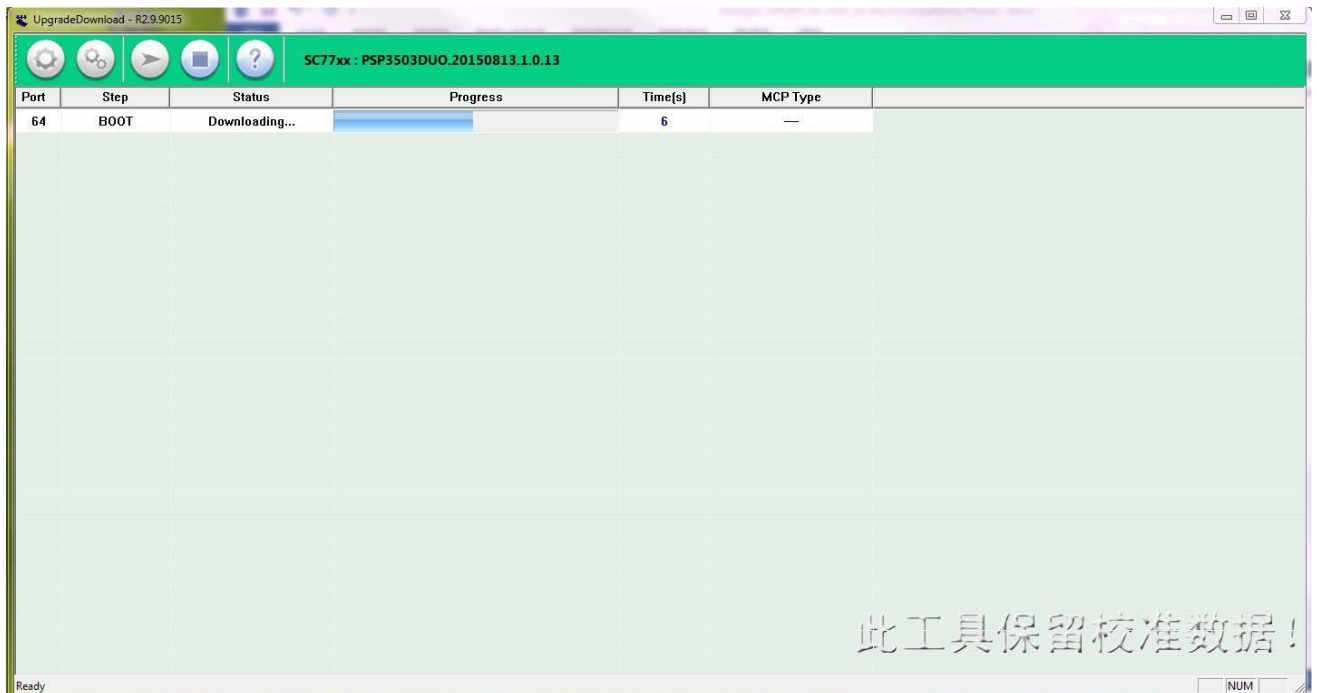 UpgradeDownload - R2.9.9015
SC77xx : PSP3503DUO.20150813.1.0.13
Port Step Status Progress Time(s) MCP Type
64 BOOT Downloading... 6 —
此工具保留校准数据!
Ready NUM